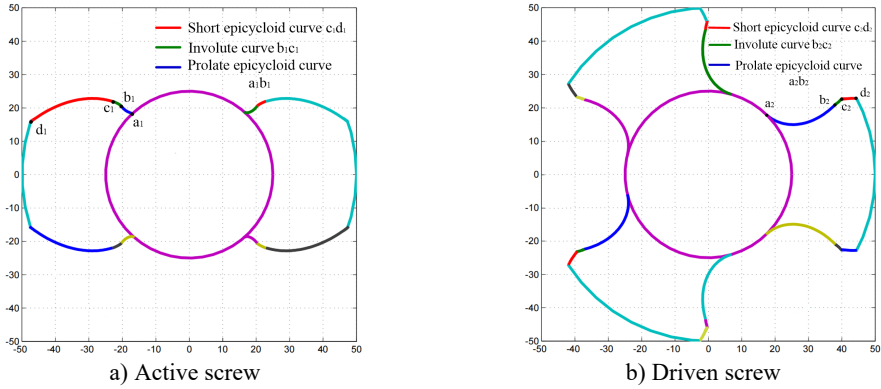 Short epicycloid curve c₁d₁
Involute curve b₁c₁
Prolate epicycloid curve
a₁b₁
c₁
b₁
a₁
d₁
50
40
30
20
10
0
-10
-20
-30
-40
-50
-50 -40 -30 -20 -10 0 10 20 30 40 50
a) Active screw
Short epicycloid curve c₂d₂
Involute curve b₂c₂
Prolate epicycloid curve
a₂b₂
a₂
b₂
c₂
d₂
50
40
30
20
10
0
-10
-20
-30
-40
-50
-50 -40 -30 -20 -10 0 10 20 30 40 50
b) Driven screw